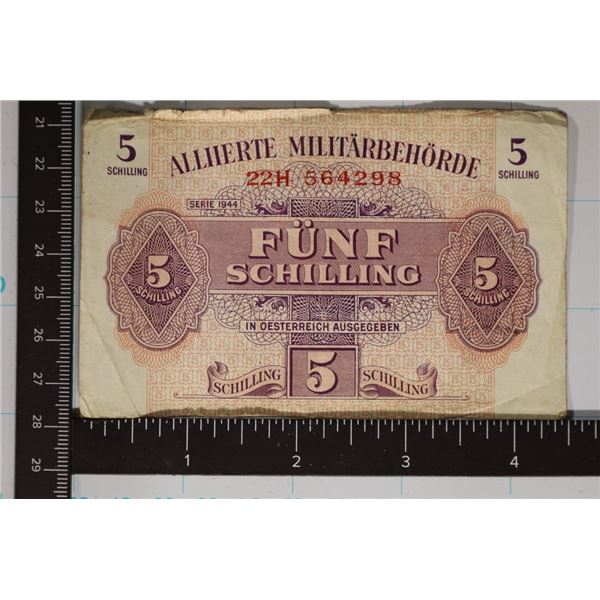 5 ALLIIERTE MILITÄRBEHÖRDE 5
SCHILLING 22H 564298 SCHILLING
SERIE 1944
FÜNF
SCHILLING
5 SCHILLING
5 SCHILLING
IN OESTERREICH AUSGEGEBEN
SCHILLING 5 SCHILLING
21
22
23
24
25
26
27
28
29
1 2 3 4